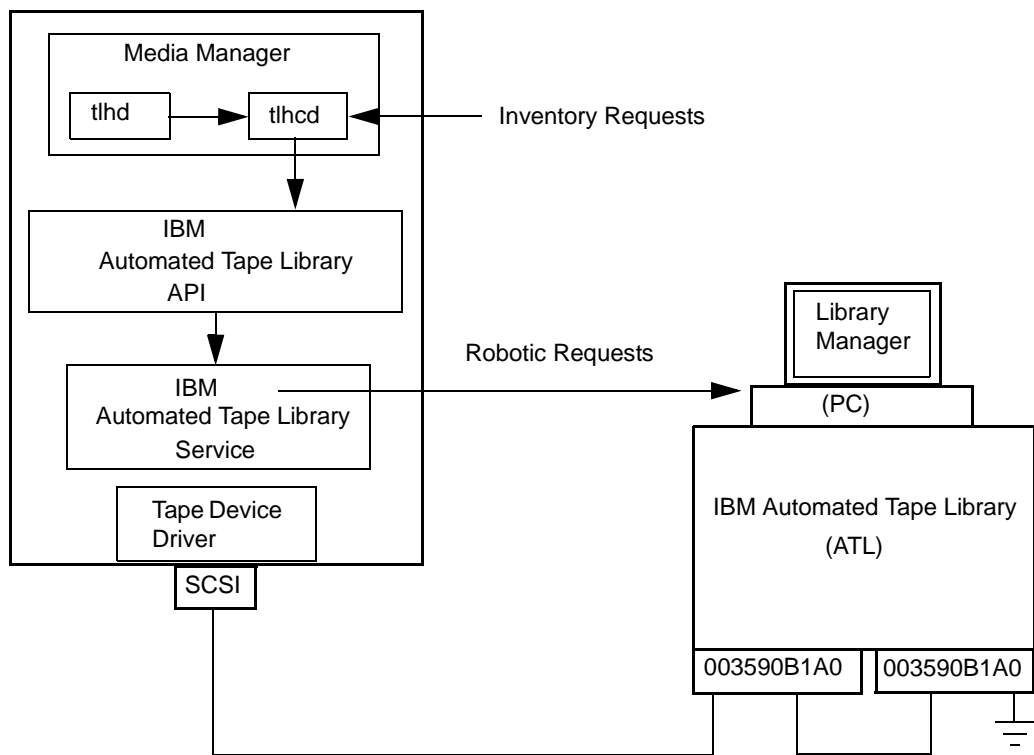 Media Manager
tlhd
tlhcd
Inventory Requests
IBM
Automated Tape Library
API
Robotic Requests
IBM
Automated Tape Library
Service
Library
Manager
(PC)
Tape Device
Driver
SCSI
IBM Automated Tape Library
(ATL)
003590B1A0
003590B1A0